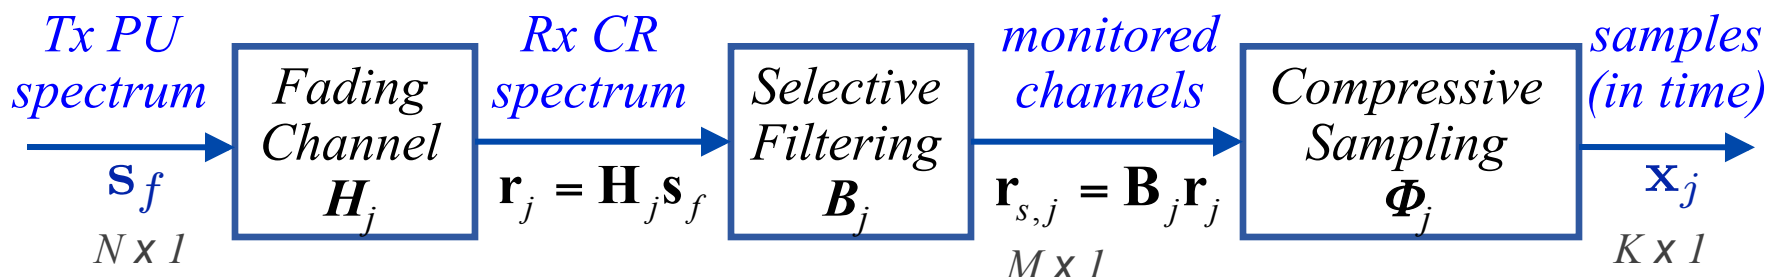 Tx PU
spectrum
s_f
N x 1
Fading
Channel
H_j
Rx CR
spectrum
r_j = H_j s_f
Selective
Filtering
B_j
monitored
channels
r_{s,j} = B_j r_j
M x 1
Compressive
Sampling
Φ_j
samples
(in time)
x_j
K x 1